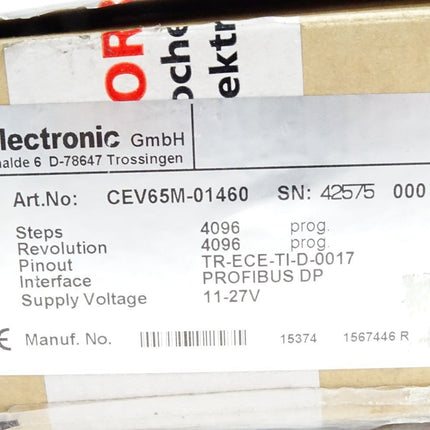 OR
oche
ektr
lectronic GmbH
alde 6 D-78647 Trossingen
Art.No: CEV65M-01460 SN: 42575 000
Steps 4096 prog.
Revolution 4096 prog.
Pinout TR-ECE-TI-D-0017
Interface PROFIBUS DP
Supply Voltage 11-27V
CE Manuf. No. 15374 1567446 R